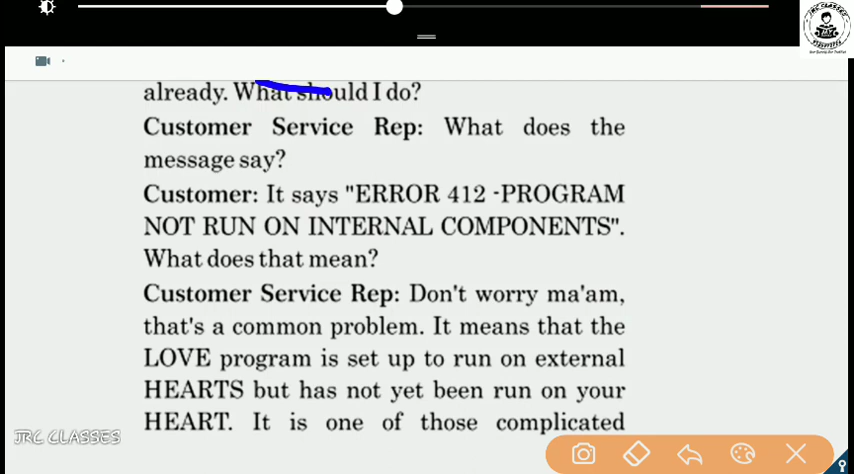 already. What should I do?
Customer Service Rep: What does the
message say?
Customer: It says "ERROR 412 -PROGRAM
NOT RUN ON INTERNAL COMPONENTS".
What does that mean?
Customer Service Rep: Don't worry ma'am,
that's a common problem. It means that the
LOVE program is set up to run on external
HEARTS but has not yet been run on your
HEART. It is one of those complicated
JRC CLASSES